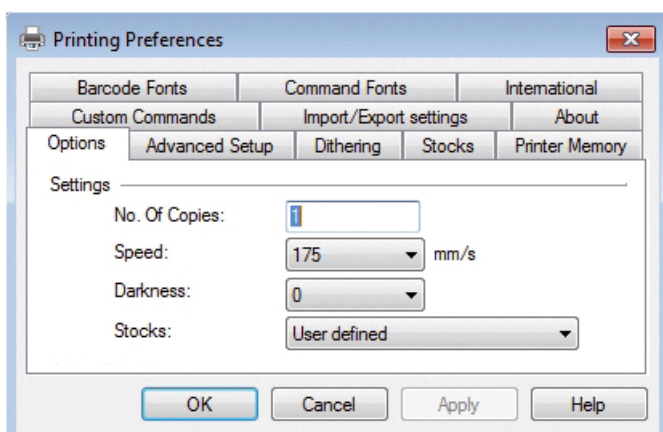 Printing Preferences
Barcode Fonts Command Fonts International
Custom Commands Import/Export settings About
Options Advanced Setup Dithering Stocks Printer Memory
Settings
No. Of Copies: 1
Speed: 175 mm/s
Darkness: 0
Stocks: User defined
OK Cancel Apply Help